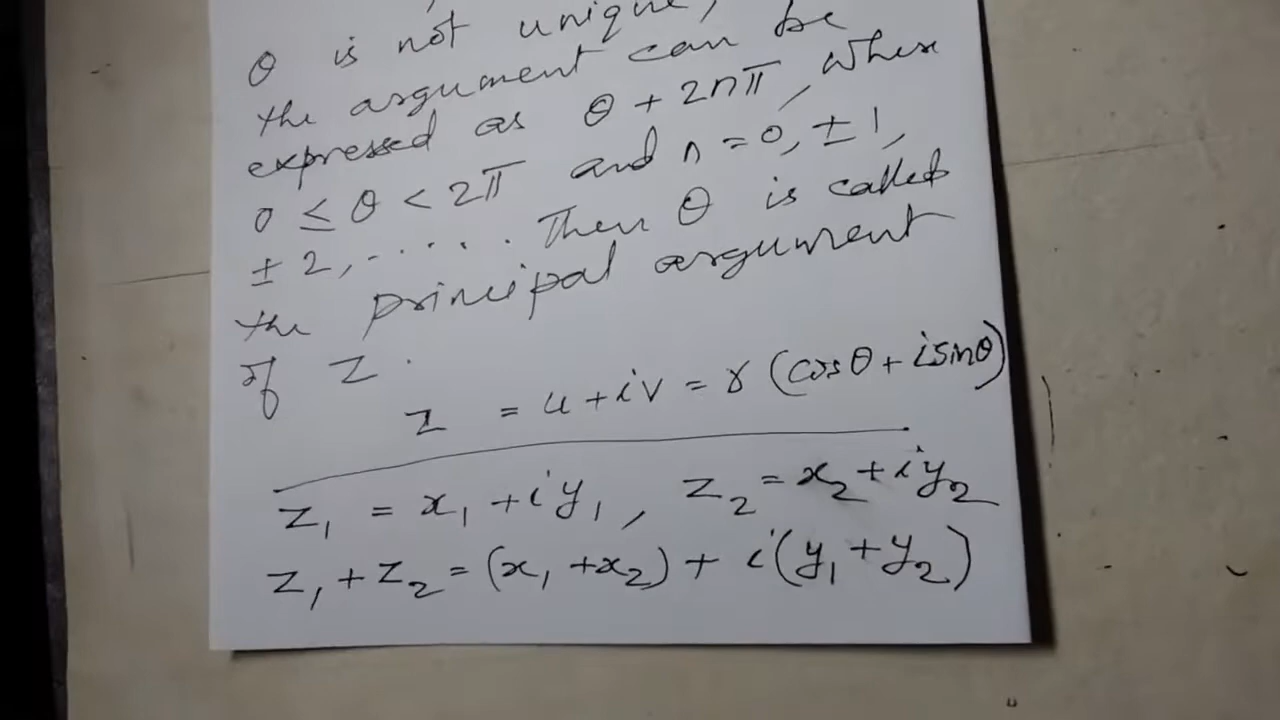 θ is not unique,
the argument can be
expressed as θ + 2nπ, where
0 ≤ θ < 2π and n = 0, ± 1,
± 2, ...... Then θ is called
the principal argument
of Z.
Z = u + iv = r (cosθ + i sinθ)
Z₁ = x₁ + iy₁, Z₂ = x₂ + iy₂
Z₁ + Z₂ = (x₁ + x₂) + i(y₁ + y₂)